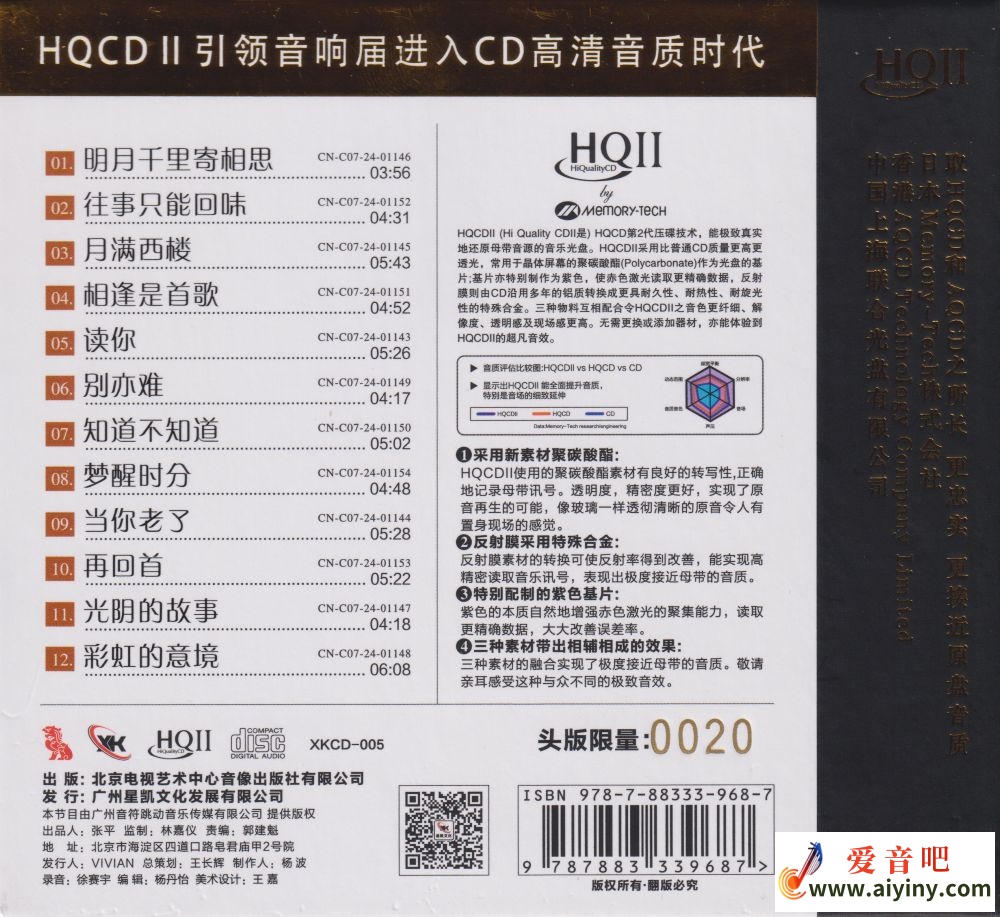 HQCD II 引领音响届进入CD高清音质时代
01. 明月千里寄相思 CN-C07-24-01146 03:56
02. 往事只能回味 CN-C07-24-01152 04:31
03. 月满西楼 CN-C07-24-01145 05:43
04. 相逢是首歌 CN-C07-24-01151 04:52
05. 读你 CN-C07-24-01143 05:26
06. 别亦难 CN-C07-24-01149 04:17
07. 知道不知道 CN-C07-24-01150 05:02
08. 梦醒时分 CN-C07-24-01154 04:48
09. 当你老了 CN-C07-24-01144 05:28
10. 再回首 CN-C07-24-01153 05:22
11. 光阴的故事 CN-C07-24-01147 04:18
12. 彩虹的意境 CN-C07-24-01148 06:08
HQII
HiQualityCD
by
MEMORY-TECH
HQCDII (Hi Quality CDII是) HQCD第2代压碟技术，能极致真实
地还原母带音源的音乐光盘。HQCDII采用比普通CD质量更高更
透光，常用于晶体屏幕的聚碳酸酯(Polycarbonate)作为光盘的基
片;基片亦特别制作为紫色，使赤色激光读取更精确数据，反射
膜则由CD沿用多年的铝质转换成更具耐久性、耐热性、耐旋光
性的特殊合金。三种物料互相配合令HQCDII之音色更纤细、解
像度、透明感及现场感更高。无需更换或添加器材，亦能体验到
HQCDII的超凡音效。
▶ 音质评估比较图:HQCDII vs HQCD vs CD
▶ 显示出HQCDII 能全面提升音质，
特别是音场的细致延伸
HQCDII HQCD CD
Data:Memory-Tech research/engineering
动态范围
分辨率
音场
声压
❶采用新素材聚碳酸酯:
HQCDII使用的聚碳酸酯素材有良好的转写性,正确
地记录母带讯号。透明度，精密度更好，实现了原
音再生的可能，像玻璃一样透彻清晰的原音令人有
置身现场的感觉。
❷反射膜采用特殊合金:
反射膜素材的转换可使反射率得到改善，能实现高
精密读取音乐讯号，表现出极度接近母带的音质。
❸特别配制的紫色基片:
紫色的本质自然地增强赤色激光的聚集能力，读取
更精确数据，大大改善误差率。
❹三种素材带出相辅相成的效果:
三种素材的融合实现了极度接近母带的音质。敬请
亲耳感受这种与众不同的极致音效。
XK
HQII
HiQualityCD
COMPACT
disc
DIGITAL AUDIO
XKCD-005
头版限量:0020
出 版: 北京电视艺术中心音像出版社有限公司
发 行: 广州星凯文化发展有限公司
本节目由广州音符跳动音乐传媒有限公司 提供版权
出品人: 张平 监制: 林嘉仪 责编: 郭建魁
地 址: 北京市海淀区四道口路皂君庙甲2号院
发行人: VIVIAN 总策划: 王长辉 制作人: 杨 波
录音: 徐赛宇 编 辑: 杨丹怡 美术设计: 王 嘉
ISBN 978-7-88333-968-7
9 787883 339687 >
版权所有·翻版必究
HQII
取HQCD和 AQCD之所长 更忠实 更接近原盘音质
日本Memory-Tech株式会社
香港AQCD Technology Company Limited
中国上海联合光盘有限公司
爱音吧
www.aiyiny.com